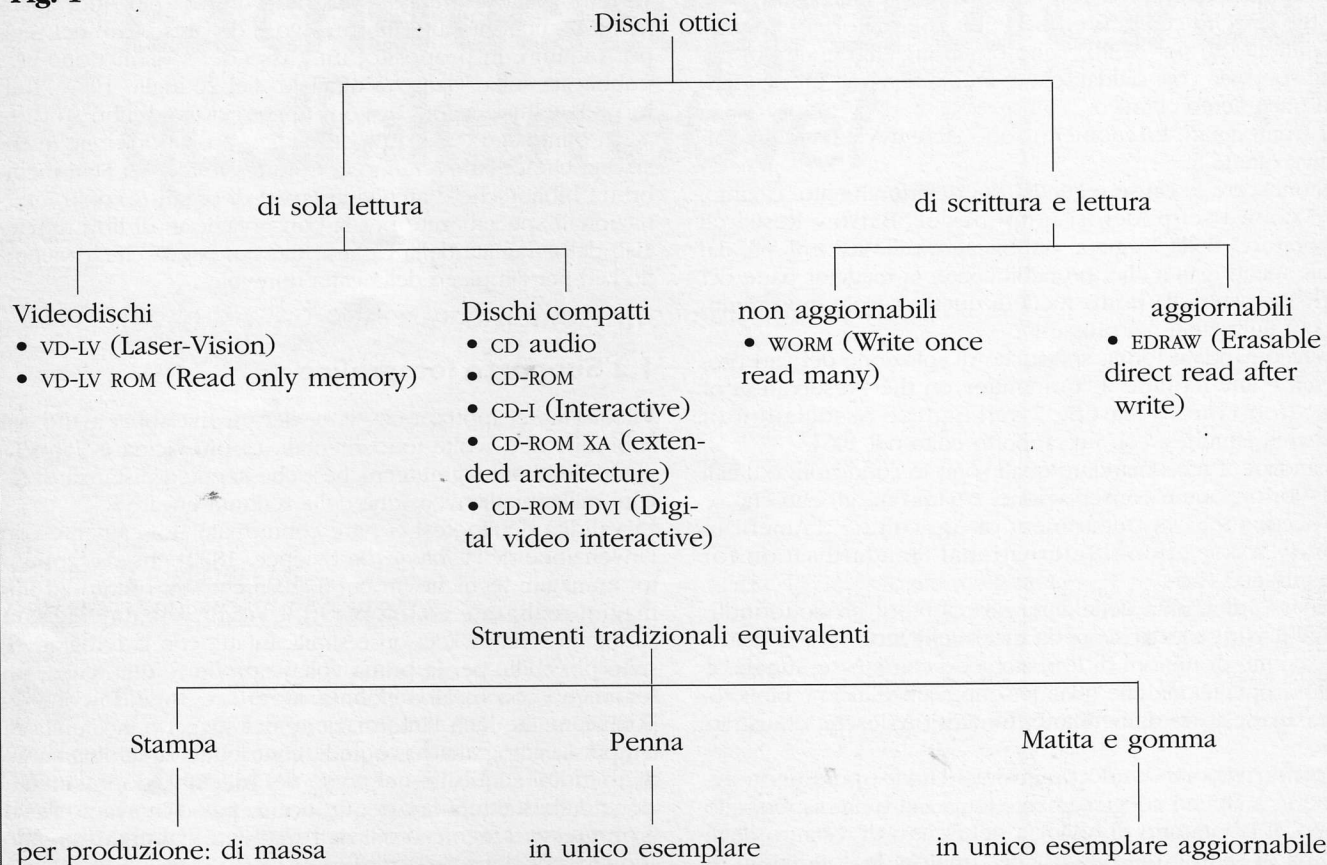 Fig. 1
Dischi ottici
di sola lettura
di scrittura e lettura
Videodischi
• VD-LV (Laser-Vision)
• VD-LV ROM (Read only memory)
Dischi compatti
• CD audio
• CD-ROM
• CD-I (Interactive)
• CD-ROM XA (exten-
ded architecture)
• CD-ROM DVI (Digi-
tal video interactive)
non aggiornabili
• WORM (Write once
read many)
aggiornabili
• EDRAW (Erasable
direct read after
write)
Strumenti tradizionali equivalenti
Stampa
Penna
Matita e gomma
per produzione: di massa
in unico esemplare
in unico esemplare aggiornabile